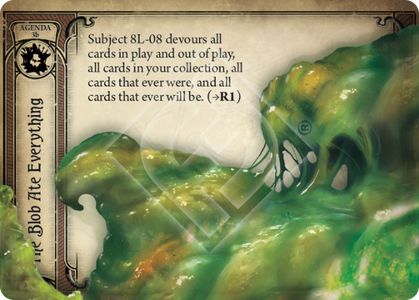 AGENDA
3b
The Blob Ate Everything
Subject 8L-08 devours all
cards in play and out of play,
all cards in your collection, all
cards that ever were, and all
cards that ever will be. (→R1)
®